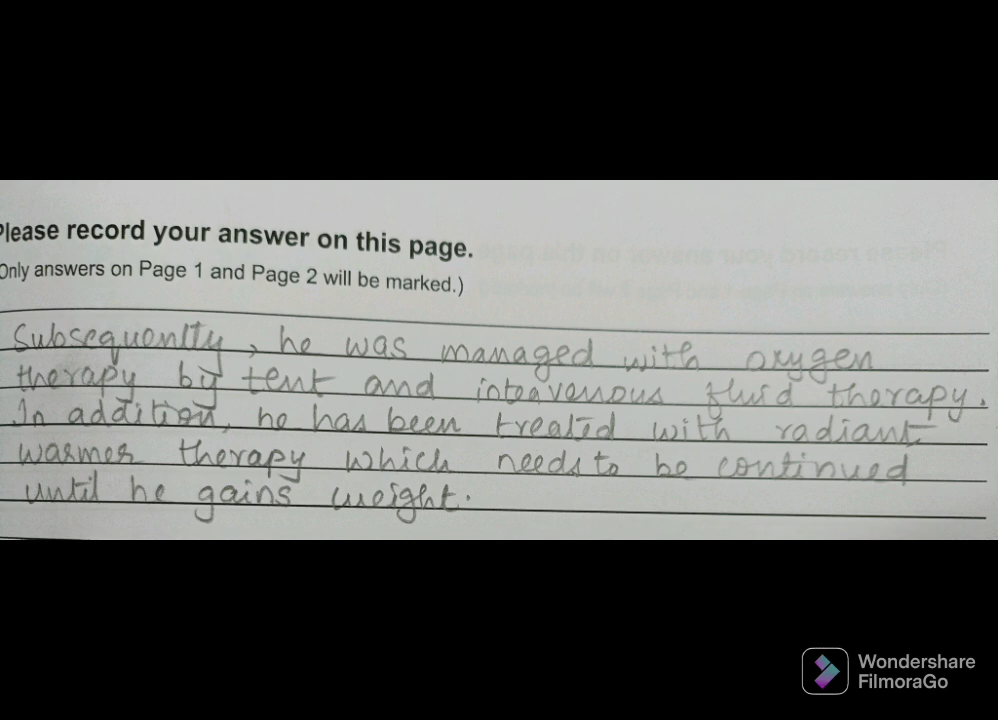 Please record your answer on this page.
Only answers on Page 1 and Page 2 will be marked.)
Subsequently, he was managed with oxygen
therapy by tent and intravenous fluid therapy.
In addition, he has been treated with radiant
warmer therapy which needs to be continued
until he gains weight.
Wondershare
FilmoraGo